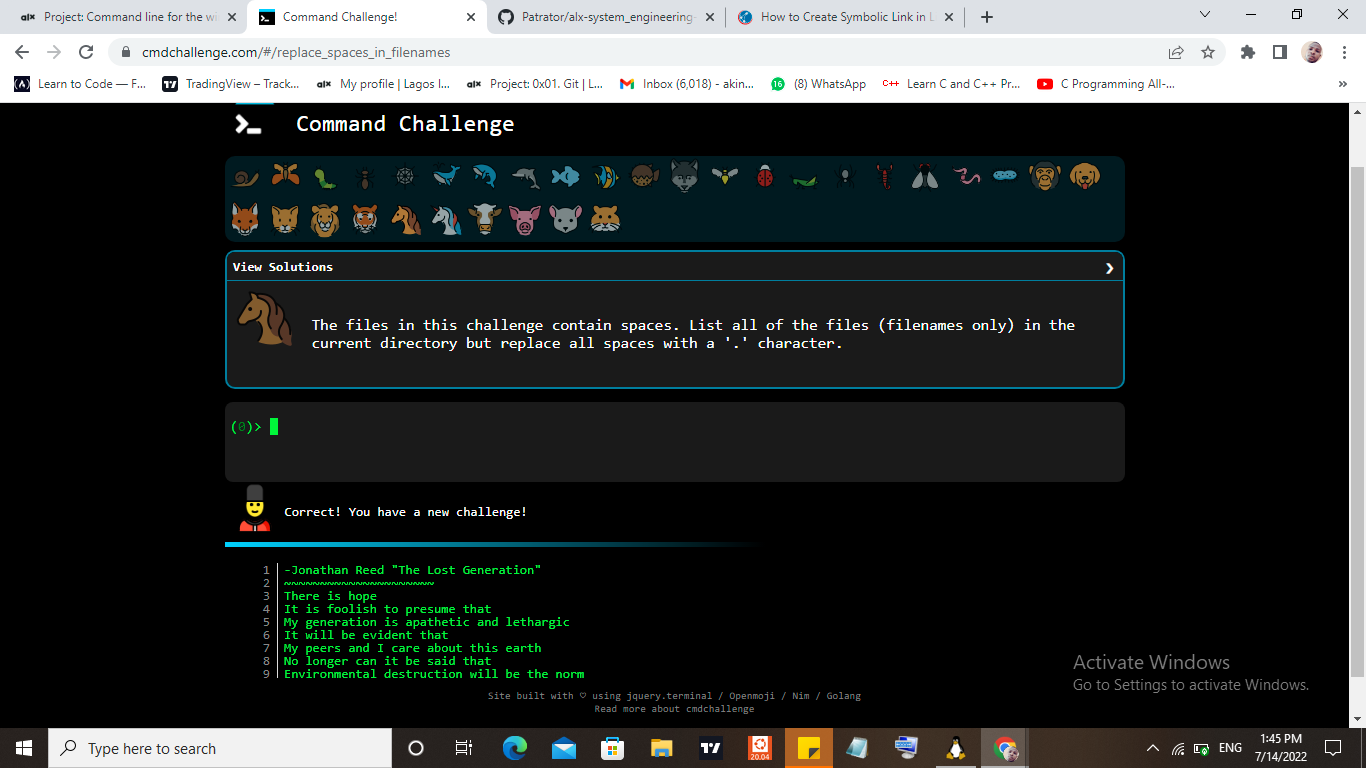 Project: Command line for the wi
Command Challenge!
Patrator/alx-system_engineering-
How to Create Symbolic Link in L
cmdchallenge.com/#/replace_spaces_in_filenames
Learn to Code — F...
TradingView – Track...
My profile | Lagos I...
Project: 0x01. Git | L...
Inbox (6,018) - akin...
(8) WhatsApp
Learn C and C++ Pr...
C Programming All-...
Command Challenge
View Solutions
The files in this challenge contain spaces. List all of the files (filenames only) in the
current directory but replace all spaces with a '.' character.
(0)>
Correct! You have a new challenge!
1 -Jonathan Reed "The Lost Generation"
2 ~~~~~~~~~~~~~~~~~~~~~
3 There is hope
4 It is foolish to presume that
5 My generation is apathetic and lethargic
6 It will be evident that
7 My peers and I care about this earth
8 No longer can it be said that
9 Environmental destruction will be the norm
Activate Windows
Go to Settings to activate Windows.
Site built with ♡ using jquery.terminal / Openmoji / Nim / Golang
Read more about cmdchallenge
Type here to search
20.04
ENG
1:45 PM
7/14/2022